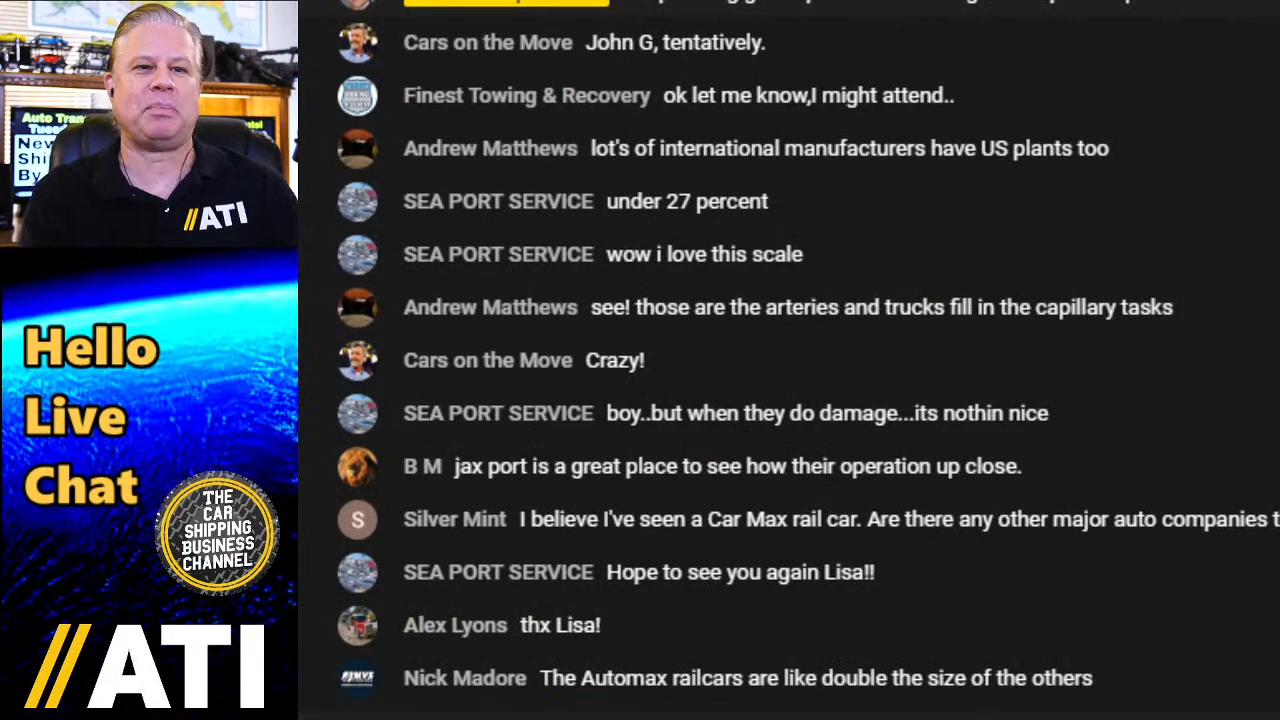 Cars on the Move John G, tentatively.
Finest Towing & Recovery ok let me know,I might attend..
Andrew Matthews lot's of international manufacturers have US plants too
SEA PORT SERVICE under 27 percent
SEA PORT SERVICE wow i love this scale
Andrew Matthews see! those are the arteries and trucks fill in the capillary tasks
Cars on the Move Crazy!
SEA PORT SERVICE boy..but when they do damage...its nothin nice
B M jax port is a great place to see how their operation up close.
S Silver Mint I believe I've seen a Car Max rail car. Are there any other major auto companies t
SEA PORT SERVICE Hope to see you again Lisa!!
Alex Lyons thx Lisa!
Nick Madore The Automax railcars are like double the size of the others
Auto Tran
Tuesd
New
Shi
By
//ATI
Hello
Live
Chat
THE
CAR
SHIPPING
BUSINESS
CHANNEL
//ATI